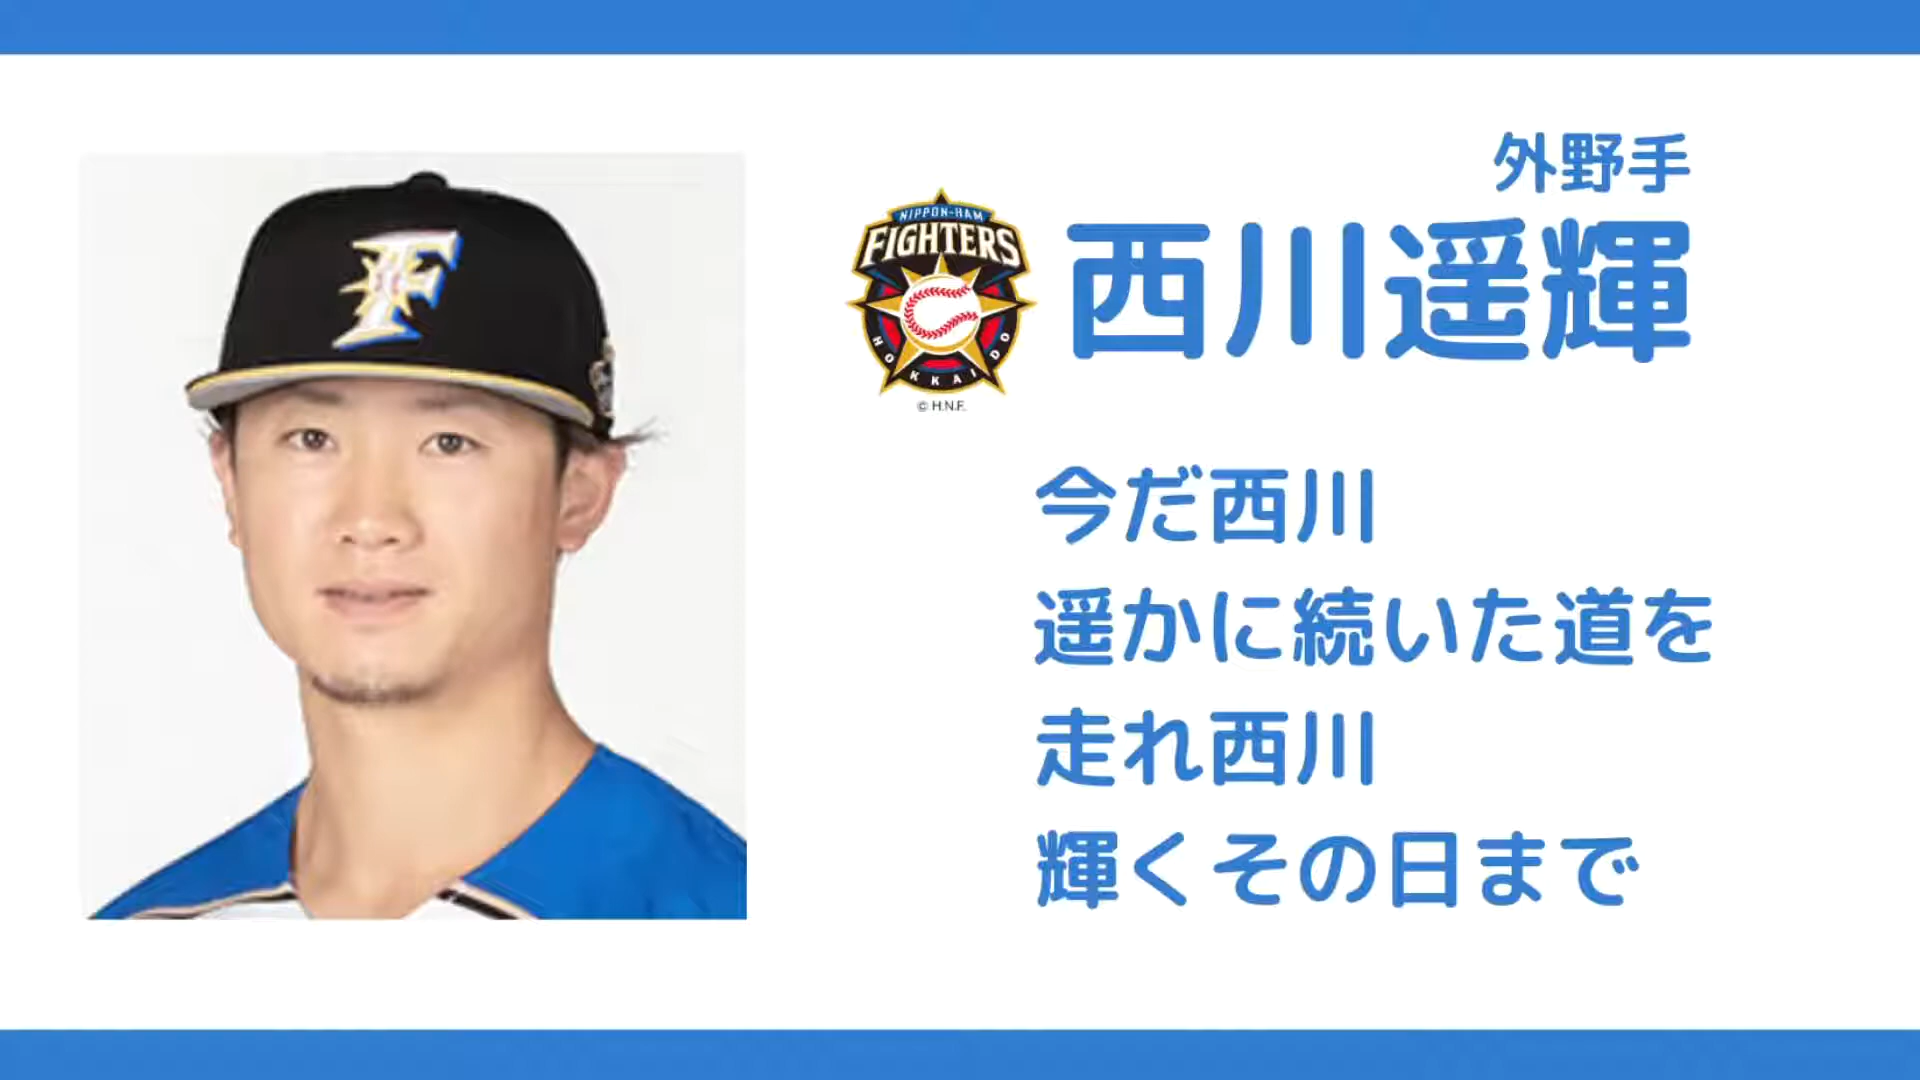 外野手
NIPPON-HAM
FIGHTERS
HOKKAIDO
© H.N.F.
西川遥輝
F
今だ西川
遥かに続いた道を
走れ西川
輝くその日まで